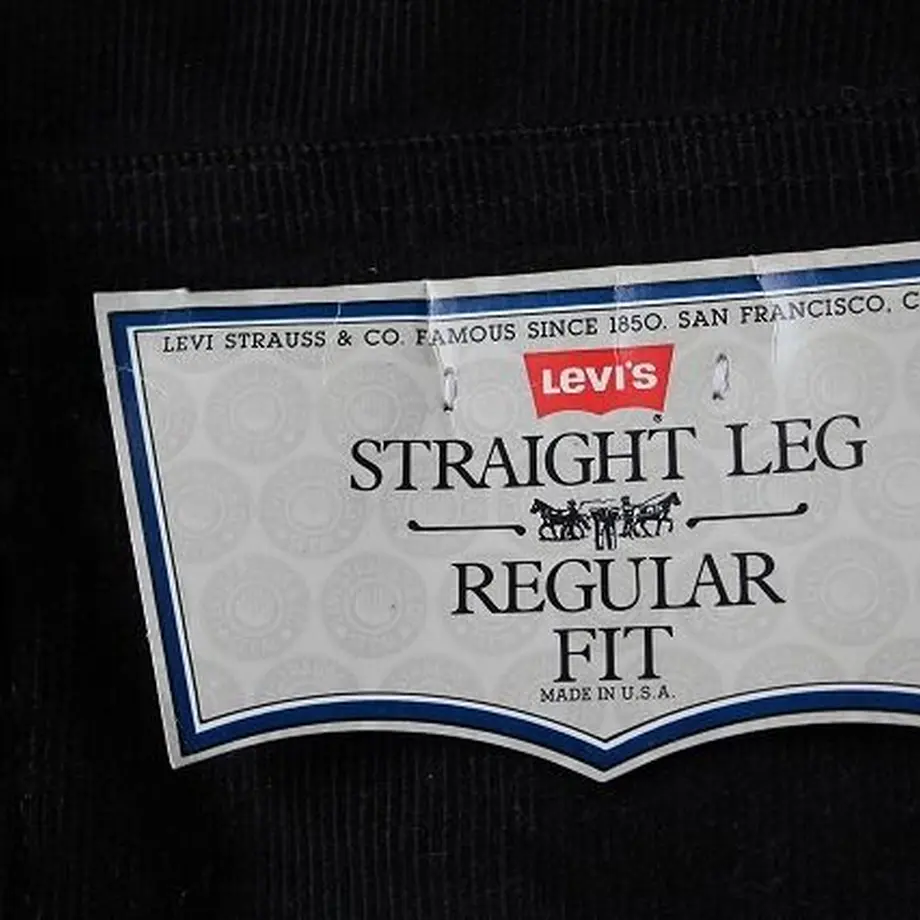 LEVI STRAUSS & CO. FAMOUS SINCE 1850. SAN FRANCISCO, C
LEVI'S
®
STRAIGHT LEG
REGULAR
FIT
MADE IN U.S.A.